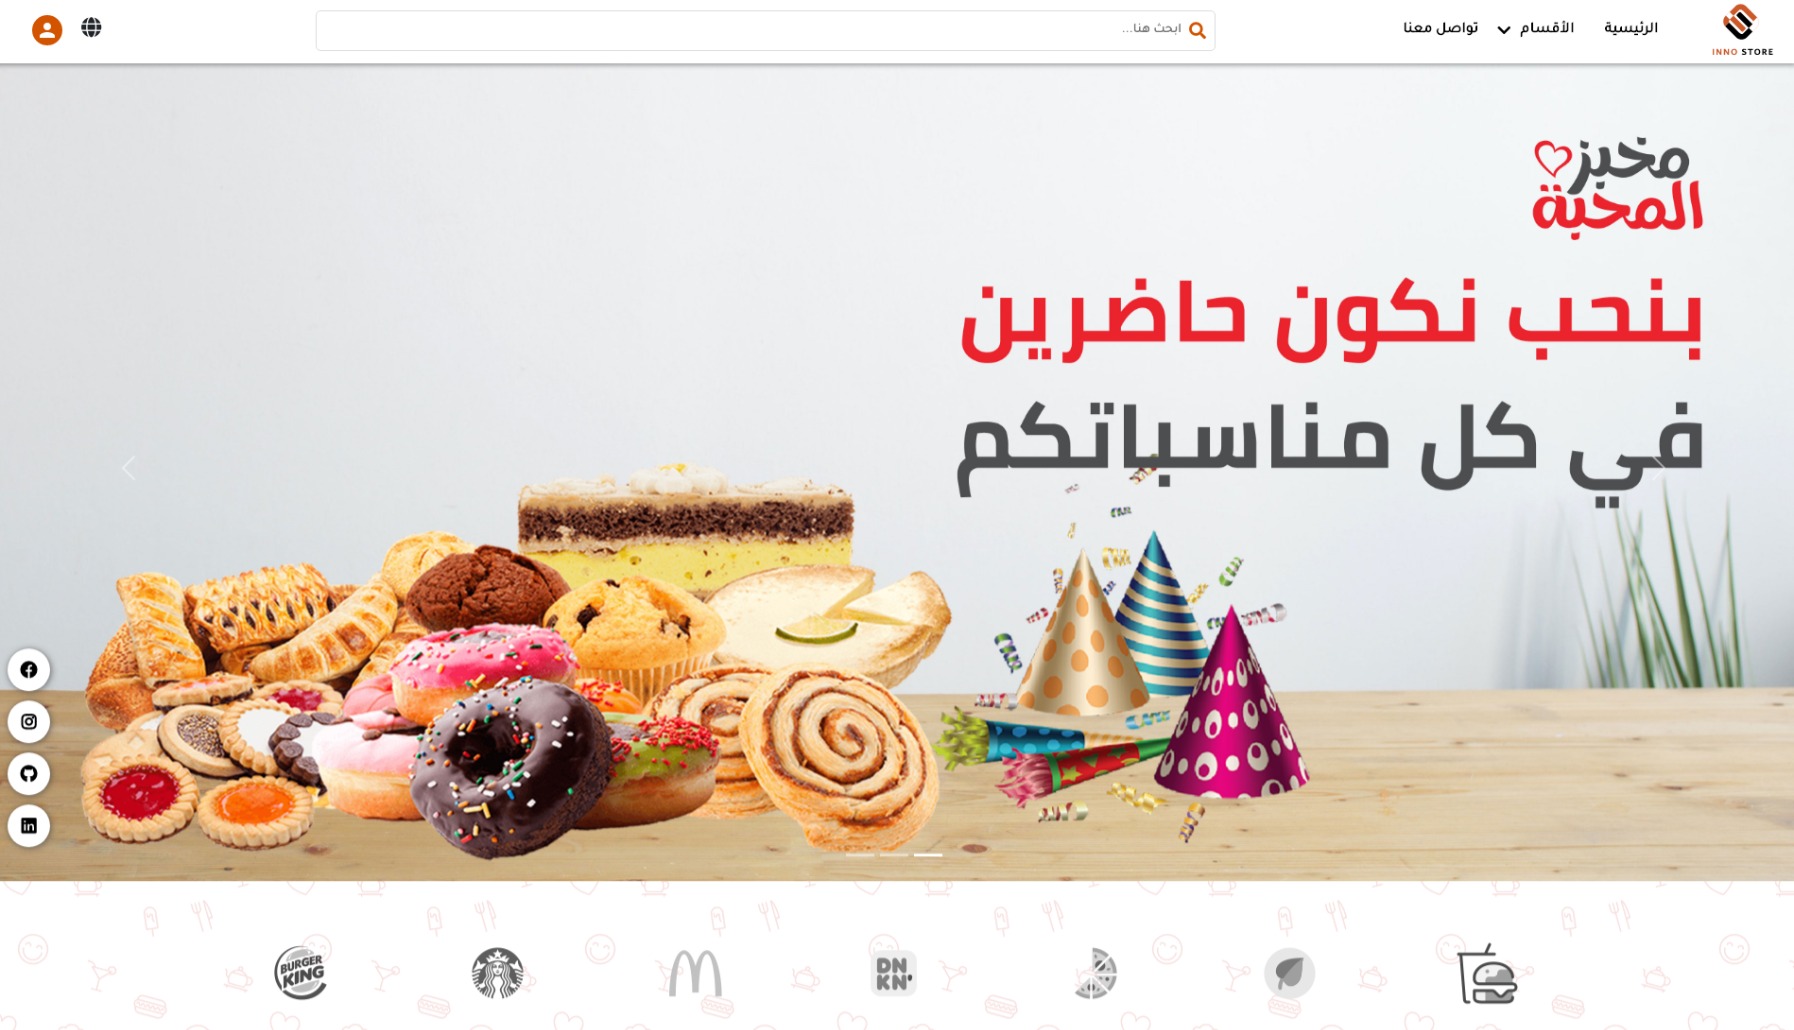 INNO STORE
الرئيسية
الأقسام
تواصل معنا
ابحث هنا...
مخبز
المحبة
بنحب نكون حاضرين
في كل مناسباتكم
BURGER
KING
DN
KN'